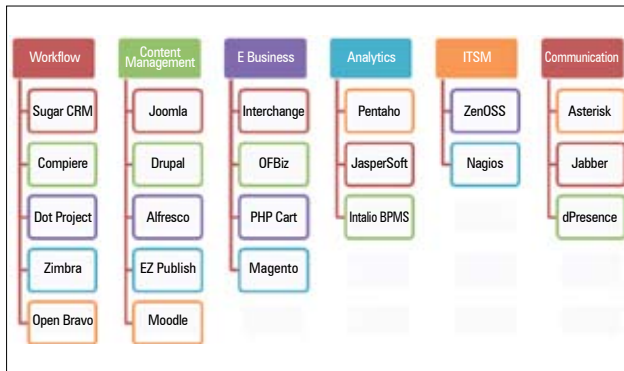 Workflow
Sugar CRM
Compiere
Dot Project
Zimbra
Open Bravo
Content
Management
Joomla
Drupal
Alfresco
EZ Publish
Moodle
E Business
Interchange
OFBiz
PHP Cart
Magento
Analytics
Pentaho
JasperSoft
Intalio BPMS
ITSM
ZenOSS
Nagios
Communication
Asterisk
Jabber
dPresence